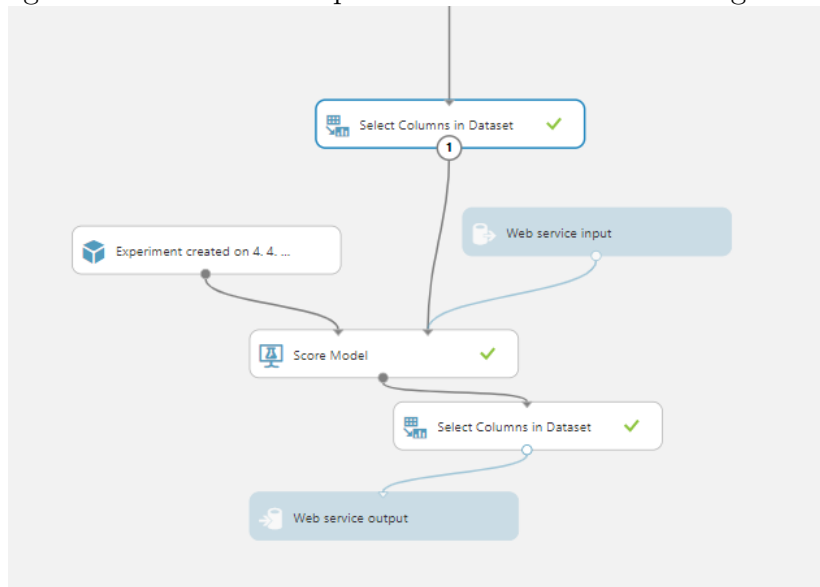 Select Columns in Dataset
1
Web service input
Experiment created on 4. 4. ...
Score Model
Select Columns in Dataset
Web service output